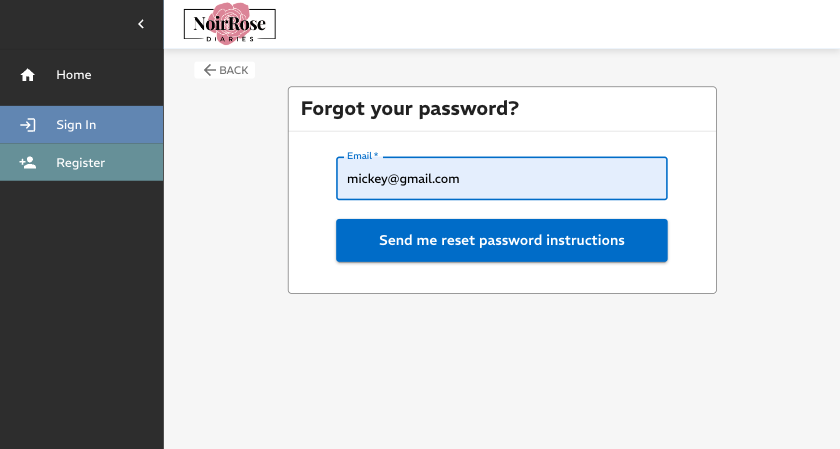 NoirRose
DIARIES
Home
Sign In
Register
BACK
Forgot your password?
Email *
mickey@gmail.com
Send me reset password instructions